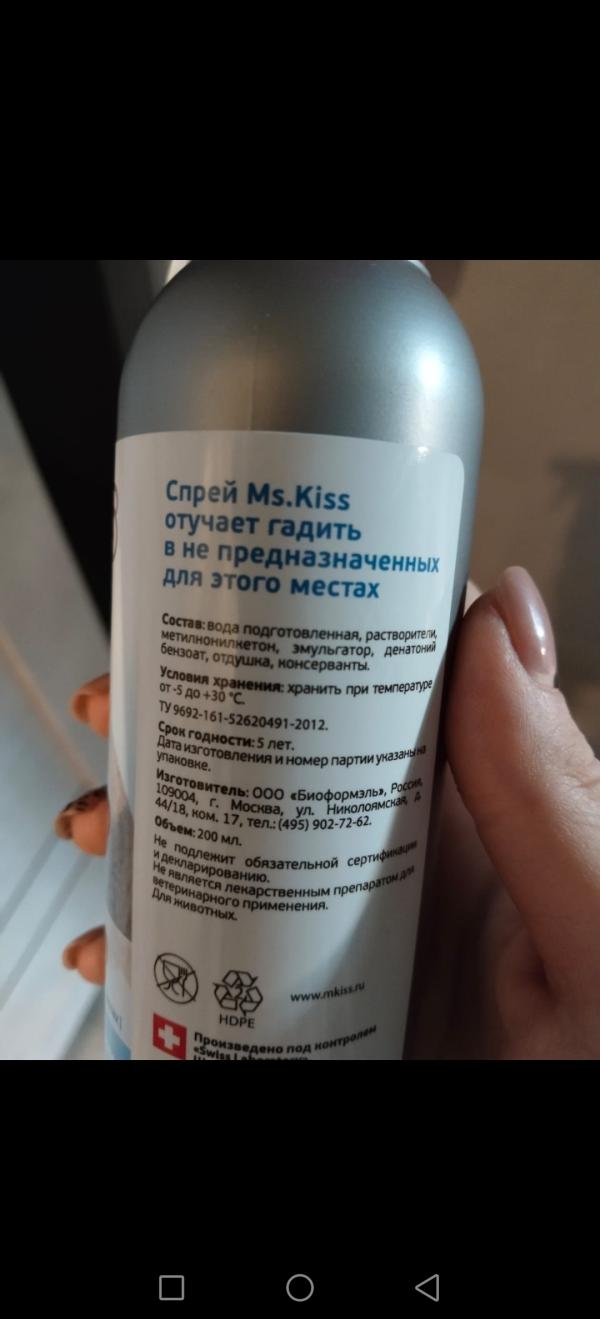 Спрей Ms.Kiss
отучает гадить
в не предназначенных
для этого местах
Состав: вода подготовленная, растворители,
метилнонилкетон, эмульгатор, денатоний
бензоат, отдушка, консерванты.
Условия хранения: хранить при температуре
от -5 до +30 °C.
ТУ 9692-161-52620491-2012.
Срок годности: 5 лет.
Дата изготовления и номер партии указаны на
упаковке.
Изготовитель: ООО «Биоформэль», Россия,
109004, г. Москва, ул. Николоямская, д.
44/18, ком. 17, тел.: (495) 902-72-62.
Объем: 200 мл.
Не подлежит обязательной сертификации
и декларированию.
Не является лекарственным препаратом для
ветеринарного применения.
Для животных.
2
HDPE
www.mkiss.ru
Произведено под контролем
«Swiss Laboratory»